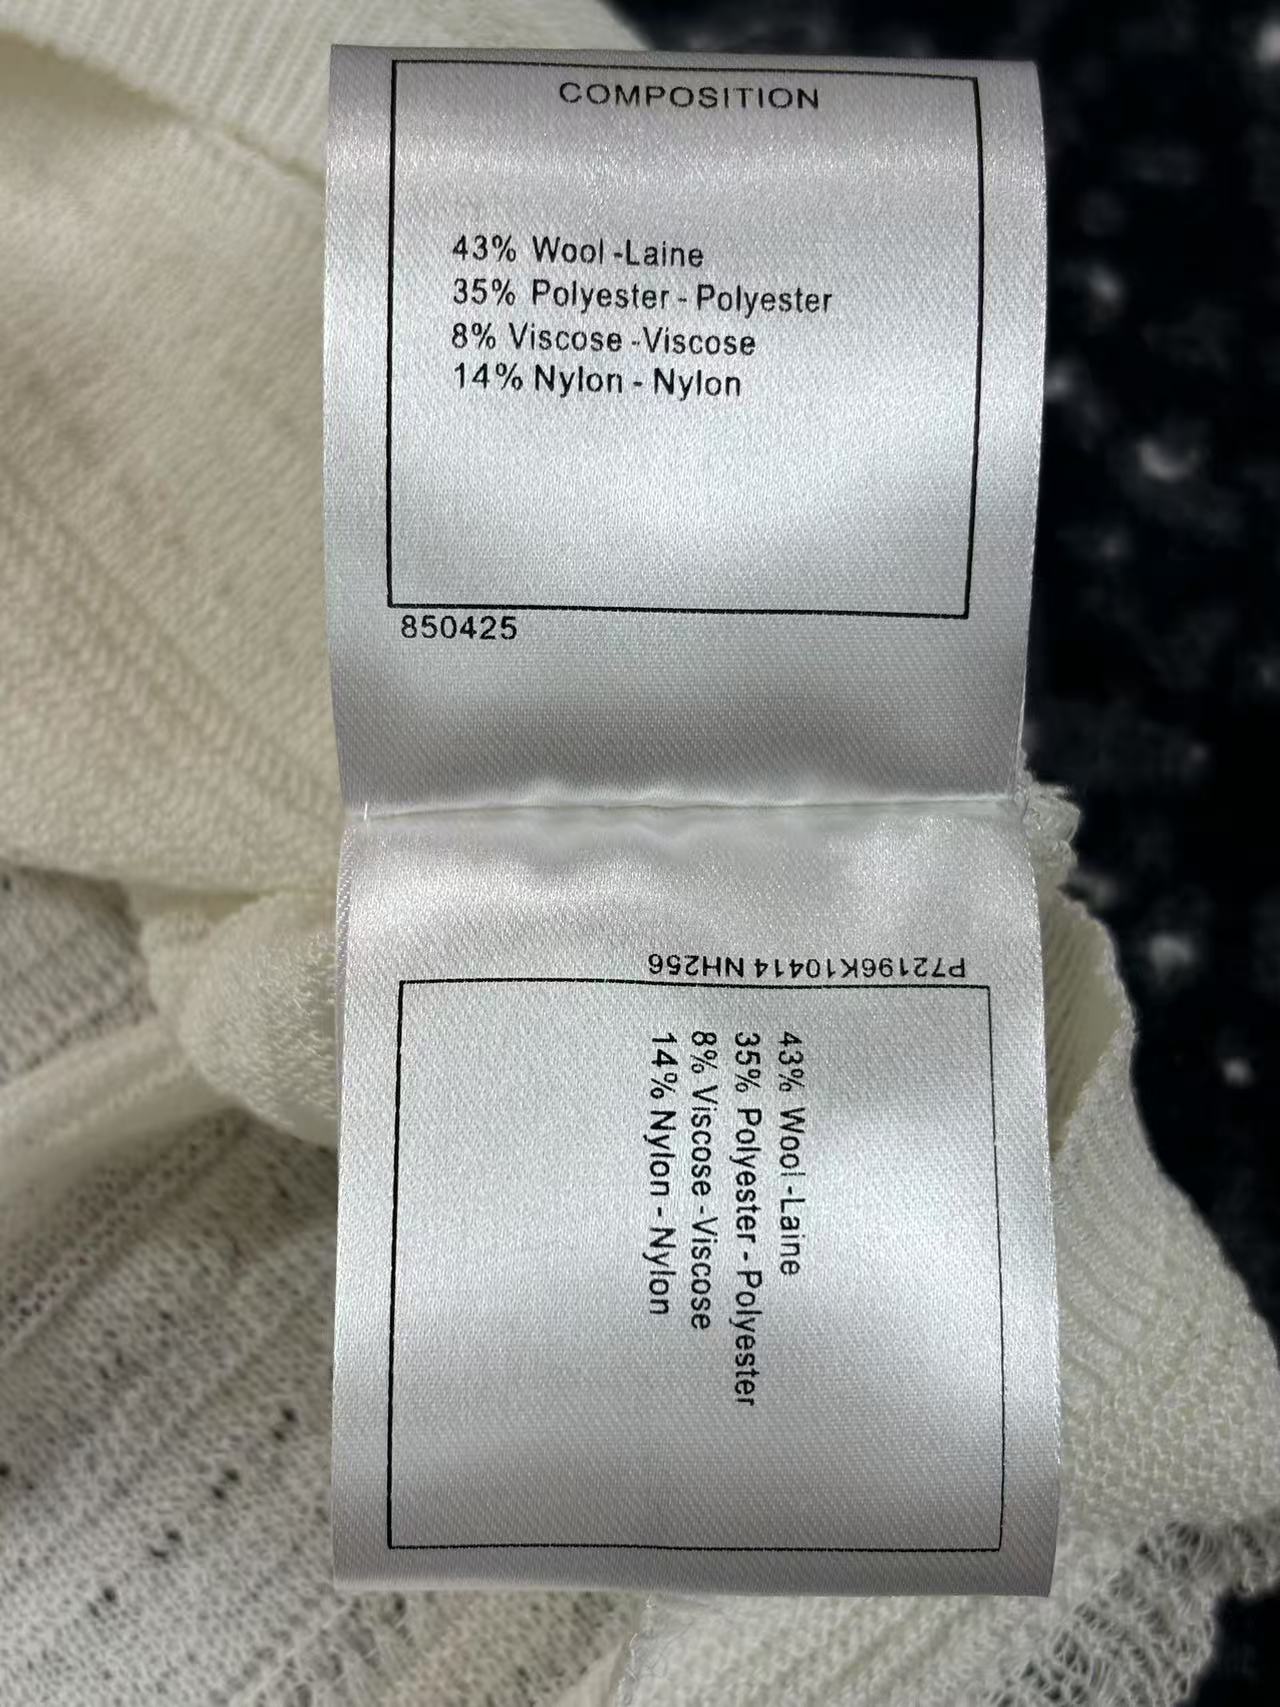 COMPOSITION
43% Wool -Laine
35% Polyester - Polyester
8% Viscose -Viscose
14% Nylon - Nylon
850425
P72196K10414 NH256
43% Wool -Laine
35% Polyester - Polyester
8% Viscose -Viscose
14% Nylon - Nylon